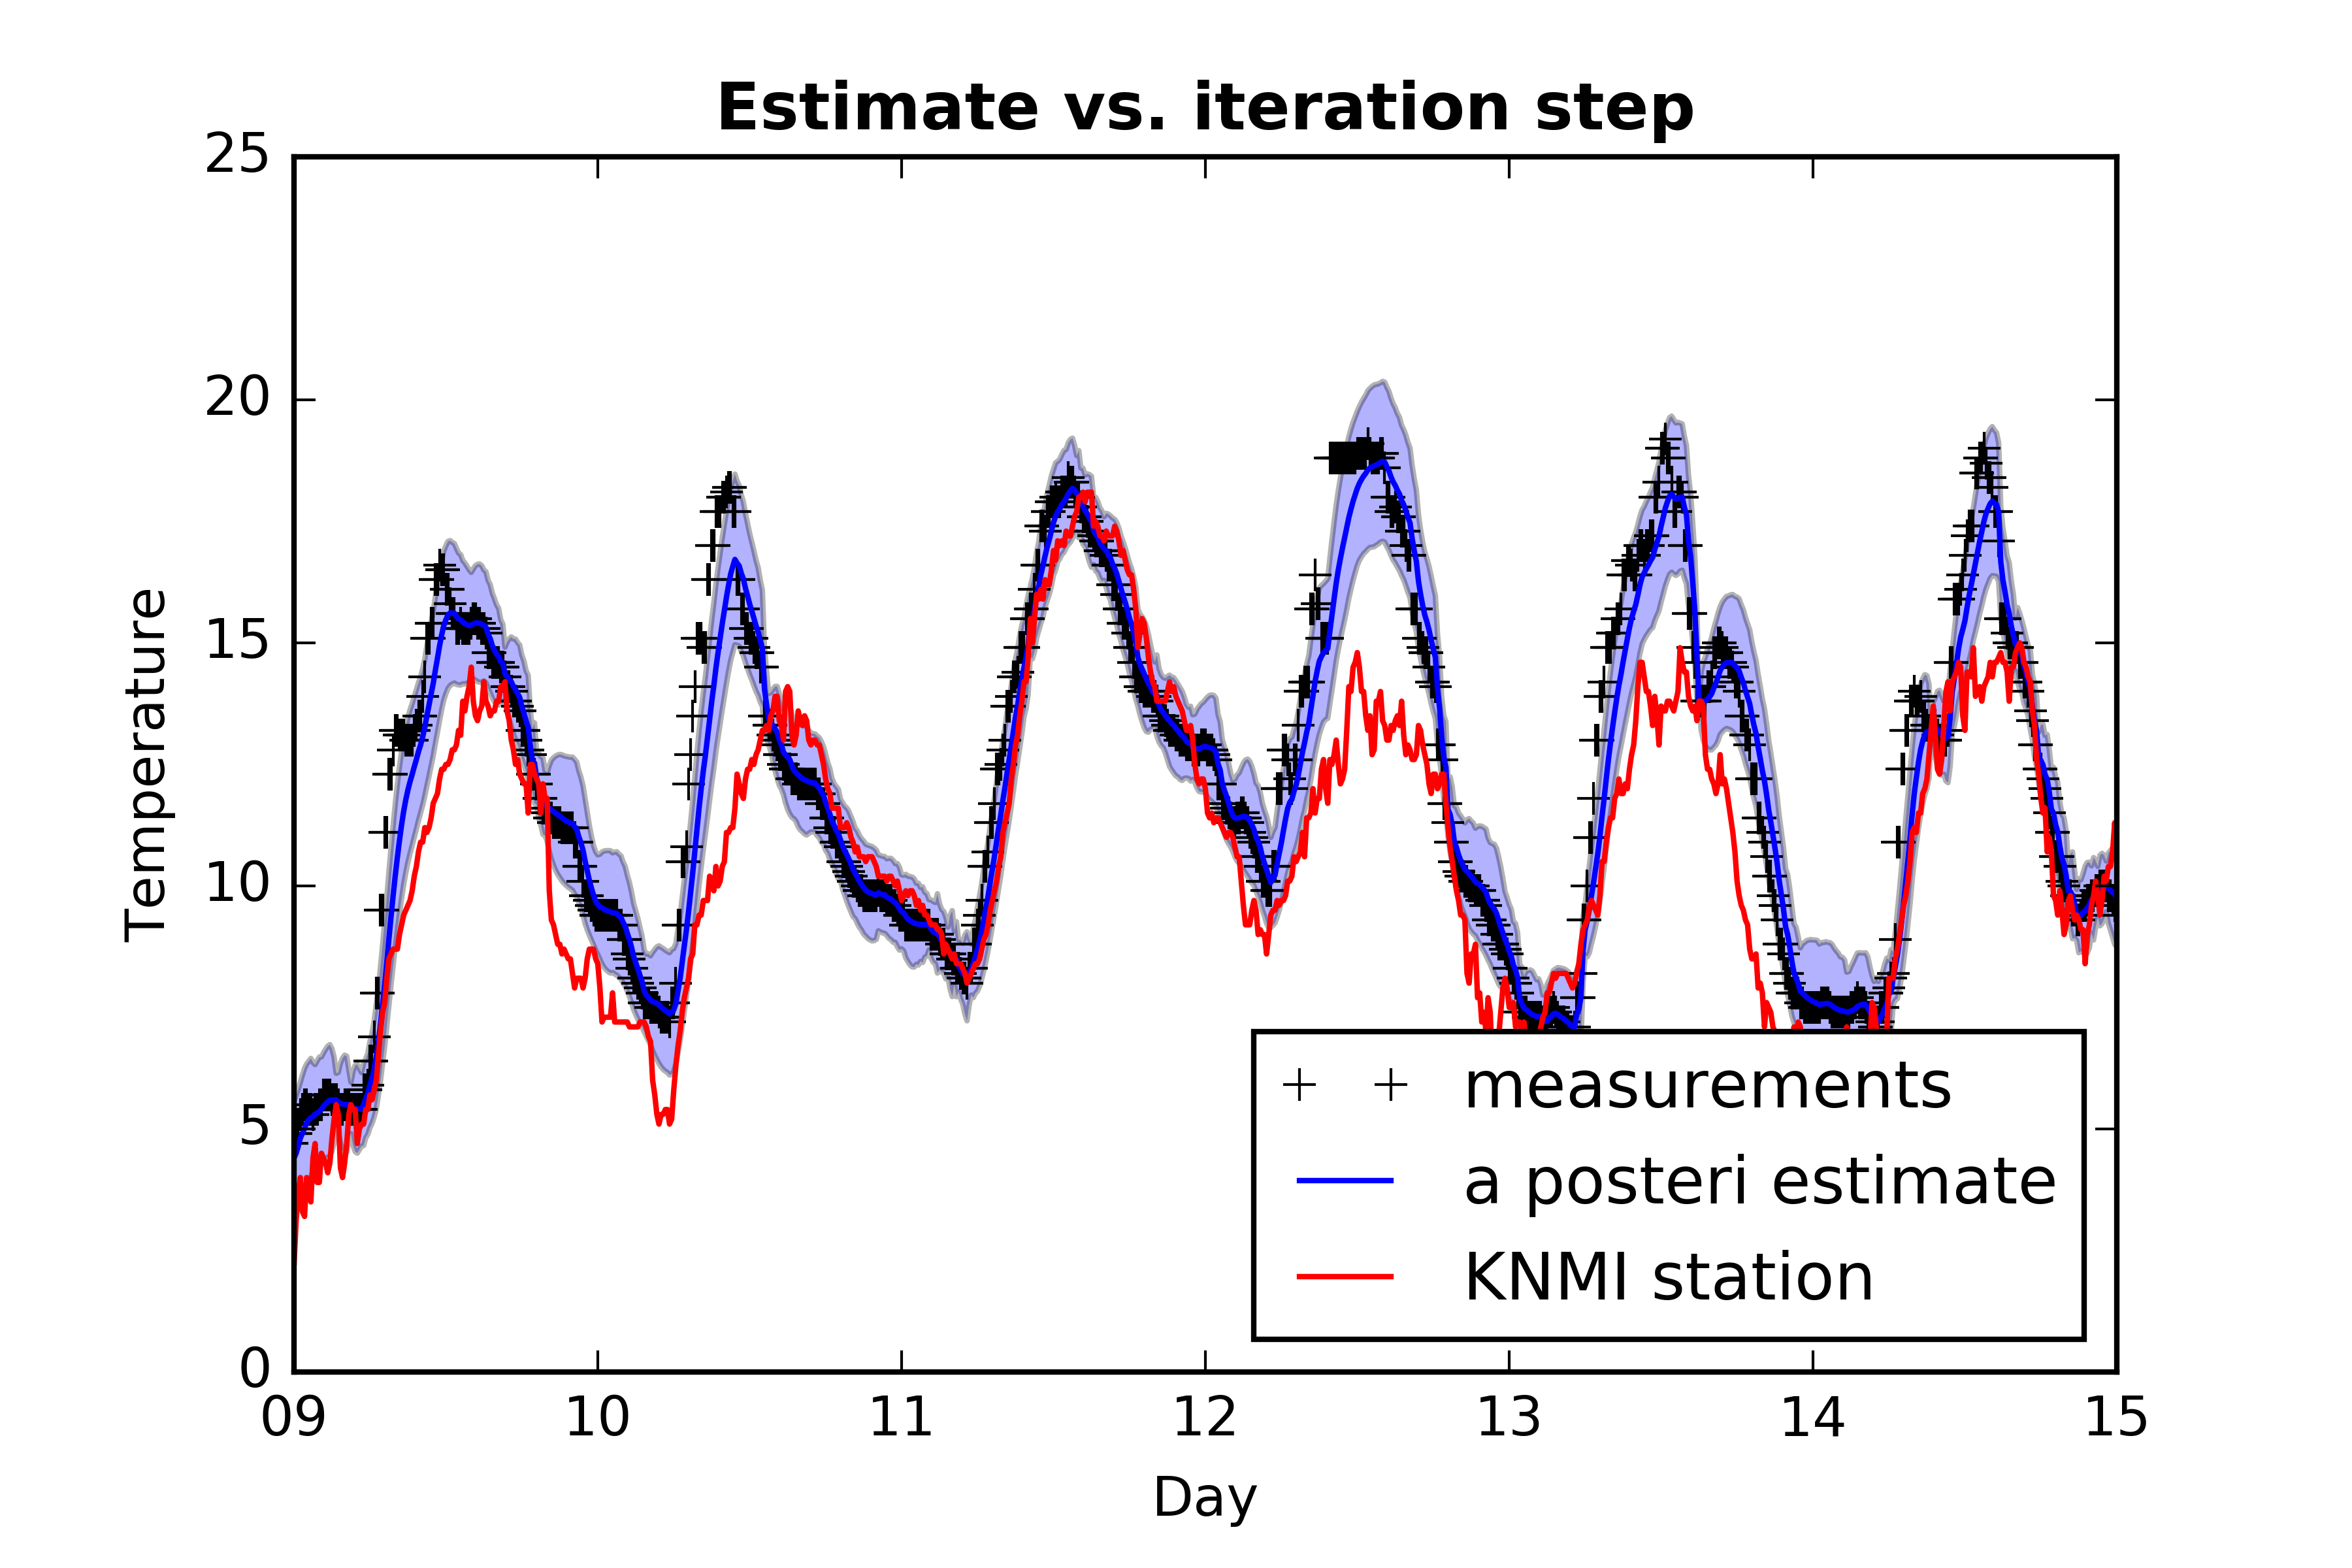 Estimate vs. iteration step
25
20
15
10
5
0
Temperature
09 10 11 12 13 14 15
Day
measurements
a posteri estimate
KNMI station